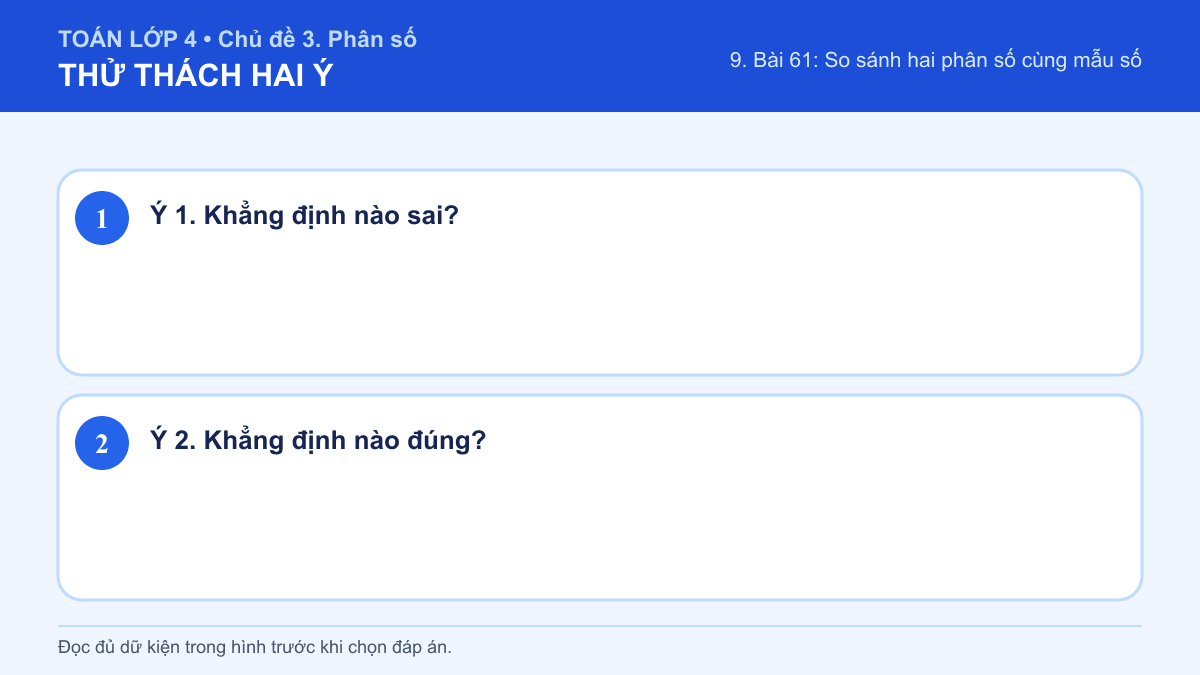 TOÁN LỚP 4 • Chủ đề 3. Phân số
THỬ THÁCH HAI Ý
9. Bài 61: So sánh hai phân số cùng mẫu số
1
Ý 1. Khẳng định nào sai?
2
Ý 2. Khẳng định nào đúng?
Đọc đủ dữ kiện trong hình trước khi chọn đáp án.